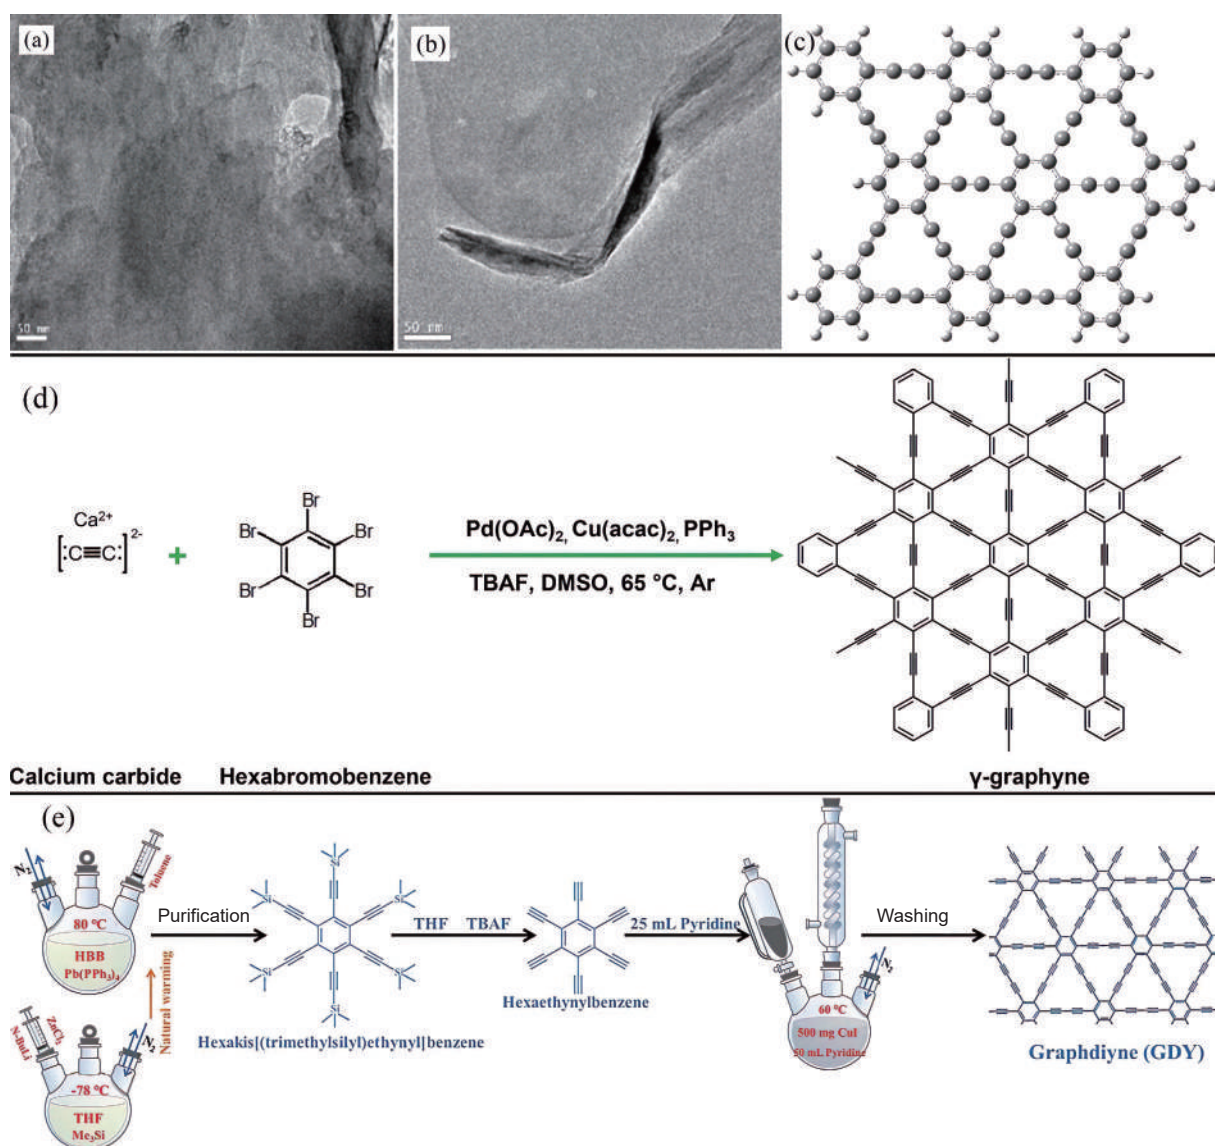 (a)
50 nm
(b)
50 nm
(c)
(d)
Ca2+
[:C≡C:]2-
+
Br
Br
Br
Br
Br
Br
Pd(OAc)2, Cu(acac)2, PPh3
TBAF, DMSO, 65 °C, Ar
Calcium carbide
Hexabromobenzene
γ-graphyne
(e)
N2
Toluene
80 °C
HBB
Pb(PPh3)4
Natural warming
N-BuLi
ZnCl2
N2
-78 °C
THF
Me3Si
Purification
Si
Si
Si
Si
Si
Si
Hexakis[(trimethylsilyl)ethynyl]benzene
THF TBAF
Hexaethynylbenzene
25 mL Pyridine
N2
60 °C
500 mg CuI
50 mL Pyridine
Washing
Graphdiyne (GDY)